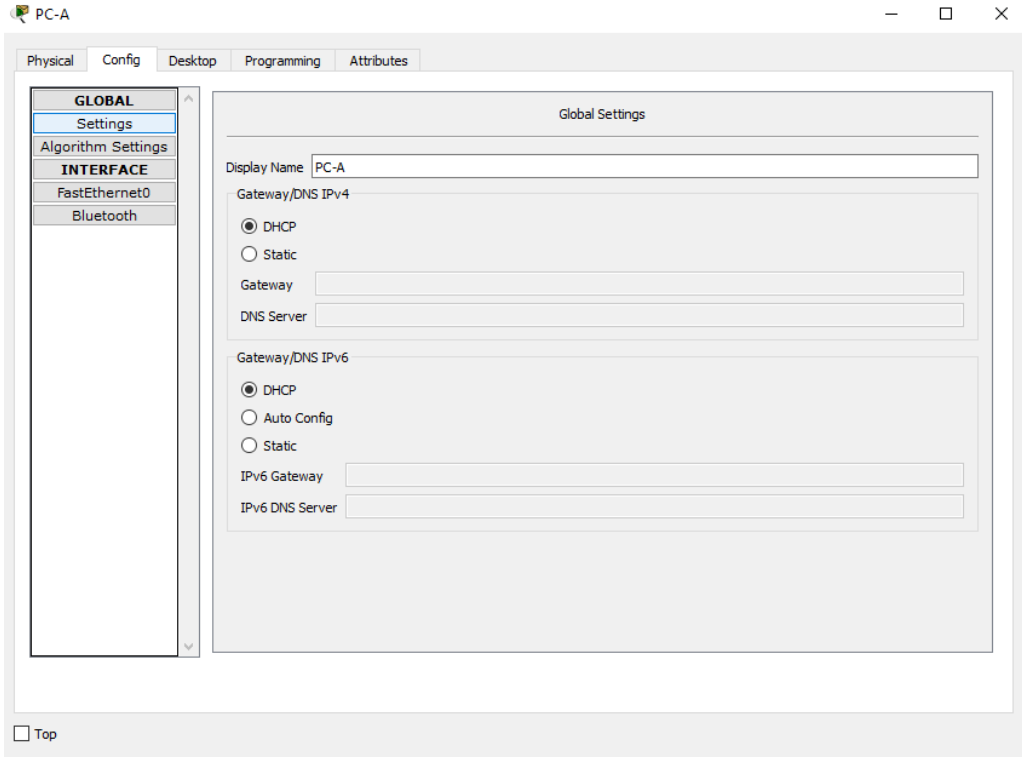 PC-A
Physical Config Desktop Programming Attributes
GLOBAL
Settings
Algorithm Settings
INTERFACE
FastEthernet0
Bluetooth
Global Settings
Display Name PC-A
Gateway/DNS IPv4
DHCP
Static
Gateway
DNS Server
Gateway/DNS IPv6
DHCP
Auto Config
Static
IPv6 Gateway
IPv6 DNS Server
Top